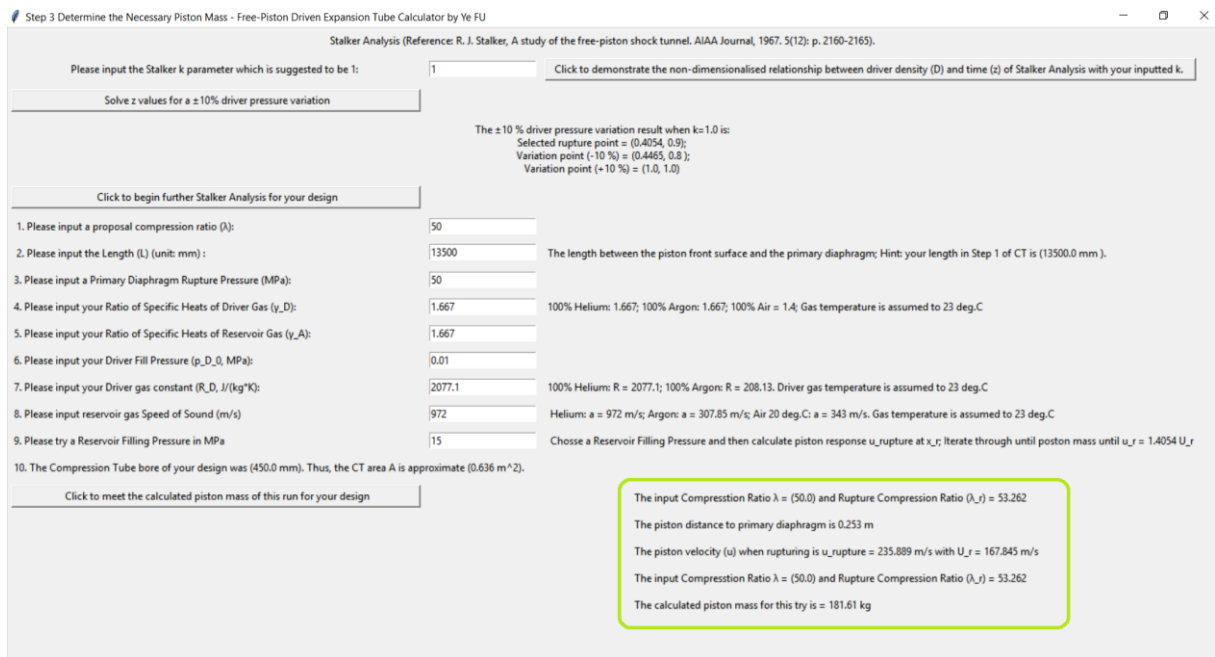 Step 3 Determine the Necessary Piston Mass - Free-Piston Driven Expansion Tube Calculator by Ye FU
Stalker Analysis (Reference: R. J. Stalker, A study of the free-piston shock tunnel. AIAA Journal, 1967. 5(12): p. 2160-2165).
Please input the Stalker k parameter which is suggested to be 1: 1 Click to demonstrate the non-dimensionalised relationship between driver density (D) and time (z) of Stalker Analysis with your inputted k.
Solve z values for a ±10% driver pressure variation
The ±10 % driver pressure variation result when k=1.0 is:
Selected rupture point = (0.4054, 0.9);
Variation point (-10 %) = (0.4465, 0.8 );
Variation point (+10 %) = (1.0, 1.0)
Click to begin further Stalker Analysis for your design
1. Please input a proposal compression ratio (λ): 50
2. Please input the Length (L) (unit: mm) : 13500 The length between the piston front surface and the primary diaphragm; Hint: your length in Step 1 of CT is (13500.0 mm ).
3. Please input a Primary Diaphragm Rupture Pressure (MPa): 50
4. Please input your Ratio of Specific Heats of Driver Gas (γ_D): 1.667 100% Helium: 1.667; 100% Argon: 1.667; 100% Air = 1.4; Gas temperature is assumed to 23 deg.C
5. Please input your Ratio of Specific Heats of Reservoir Gas (γ_A): 1.667
6. Please input your Driver Fill Pressure (p_D_0, MPa): 0.01
7. Please input your Driver gas constant (R_D, J/(kg*K): 2077.1 100% Helium: R = 2077.1; 100% Argon: R = 208.13. Driver gas temperature is assumed to 23 deg.C
8. Please input reservoir gas Speed of Sound (m/s) 972 Helium: a = 972 m/s; Argon: a = 307.85 m/s; Air 20 deg.C: a = 343 m/s. Gas temperature is assumed to 23 deg.C
9. Please try a Reservoir Filling Pressure in MPa 15 Chosse a Reservoir Filling Pressure and then calculate piston response u_rupture at x_r; Iterate through until poston mass until u_r = 1.4054 U_r
10. The Compression Tube bore of your design was (450.0 mm). Thus, the CT area A is approximate (0.636 m^2).
Click to meet the calculated piston mass of this run for your design
The input Compresstion Ratio λ = (50.0) and Rupture Compression Ratio (λ_r) = 53.262
The piston distance to primary diaphragm is 0.253 m
The piston velocity (u) when rupturing is u_rupture = 235.889 m/s with U_r = 167.845 m/s
The input Compresstion Ratio λ = (50.0) and Rupture Compression Ratio (λ_r) = 53.262
The calculated piston mass for this try is = 181.61 kg